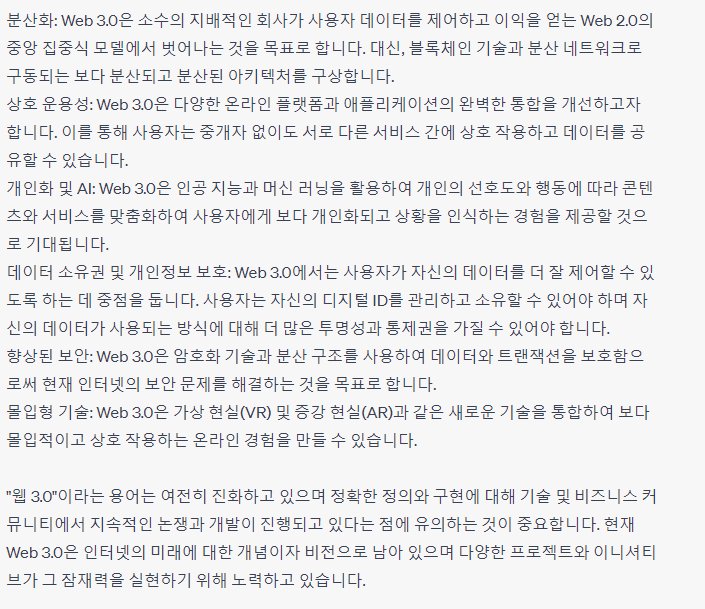 분산화: Web 3.0은 소수의 지배적인 회사가 사용자 데이터를 제어하고 이익을 얻는 Web 2.0의
중앙 집중식 모델에서 벗어나는 것을 목표로 합니다. 대신, 블록체인 기술과 분산 네트워크로
구동되는 보다 분산되고 분산된 아키텍처를 구상합니다.
상호 운용성: Web 3.0은 다양한 온라인 플랫폼과 애플리케이션의 완벽한 통합을 개선하고자
합니다. 이를 통해 사용자는 중개자 없이도 서로 다른 서비스 간에 상호 작용하고 데이터를 공
유할 수 있습니다.
개인화 및 AI: Web 3.0은 인공 지능과 머신 러닝을 활용하여 개인의 선호도와 행동에 따라 콘텐
츠와 서비스를 맞춤화하여 사용자에게 보다 개인화되고 상황을 인식하는 경험을 제공할 것으
로 기대됩니다.
데이터 소유권 및 개인정보 보호: Web 3.0에서는 사용자가 자신의 데이터를 더 잘 제어할 수 있
도록 하는 데 중점을 둡니다. 사용자는 자신의 디지털 ID를 관리하고 소유할 수 있어야 하며 자
신의 데이터가 사용되는 방식에 대해 더 많은 투명성과 통제권을 가질 수 있어야 합니다.
향상된 보안: Web 3.0은 암호화 기술과 분산 구조를 사용하여 데이터와 트랜잭션을 보호함으
로써 현재 인터넷의 보안 문제를 해결하는 것을 목표로 합니다.
몰입형 기술: Web 3.0은 가상 현실(VR) 및 증강 현실(AR)과 같은 새로운 기술을 통합하여 보다
몰입적이고 상호 작용하는 온라인 경험을 만들 수 있습니다.
"웹 3.0"이라는 용어는 여전히 진화하고 있으며 정확한 정의와 구현에 대해 기술 및 비즈니스 커
뮤니티에서 지속적인 논쟁과 개발이 진행되고 있다는 점에 유의하는 것이 중요합니다. 현재
Web 3.0은 인터넷의 미래에 대한 개념이자 비전으로 남아 있으며 다양한 프로젝트와 이니셔티
브가 그 잠재력을 실현하기 위해 노력하고 있습니다.